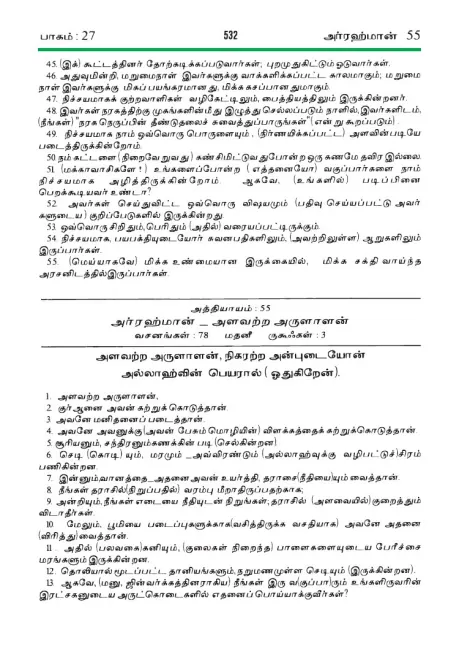 பாகம் : 27 532 அர்ரஹ்மான் 55
45. (இக்) கூட்டத்தினர் தோற்கடிக்கப்படுவார்கள்; புறமுதுகிட்டும் ஓடுவார்கள்.
46. அதுவுமின்றி, மறுமைநாள் இவர்களுக்கு வாக்களிக்கப்பட்ட காலமாகும்; மறுமை
நாள் இவர்களுக்கு மிகப் பயங்கரமானது, மிக்க கசப்பானதுமாகும்.
47. நிச்சயமாகக் குற்றவாளிகள் வழிகேட்டிலும், பைத்தியத்திலும் இருக்கின்றனர்.
48. இவர்கள் நரகத்திற்கு முகங்களின்மீது இழுத்துச் செல்லப்படும் நாளில், இவர்களிடம்,
(நீங்கள்) "நரக நெருப்பின் தீண்டுதலைச் சுவைத்துப்பாருங்கள்" (என்று கூறப்படும்) .
49. நிச்சயமாக நாம் ஒவ்வொரு பொருளையும் , (நிர்ணயிக்கப்பட்ட) அளவின்படியே
படைத்திருக்கின்றோம்.
50 நம் கட்டளை (நிறைவேறுவது) கண் சிமிட்டுவதுபோன்ற ஒரு கணமே தவிர இல்லை.
51. (மக்காவாசிகளே !) உங்களைப்போன்ற (எத்தனையோ) வகுப்பார்களை நாம்
நிச்சயமாக அழித்திருக்கின்றோம். ஆகவே, (உங்களில்) படிப்பினை
பெறக்கூடியவர் உண்டா?
52. அவர்கள் செய்துவிட்ட ஒவ்வொரு விஷயமும் (பதிவு செய்யப்பட்டு அவர்
களுடைய) குறிப்பேடுகளில் இருக்கின்றது.
53. ஒவ்வொரு சிறிதும், பெரிதும் (அதில்) வரையப்பட்டிருக்கும்.
54. நிச்சயமாக, பயபக்தியுடையோர் சுவனபதிகளிலும், (அவற்றிலுள்ள) ஆறுகளிலும்
இருப்பார்கள்.
55. (மெய்யாகவே) மிக்க உண்மையான இருக்கையில், மிக்க சக்தி வாய்ந்த
அரசனிடத்தில் இருப்பார்கள்.
அத்தியாயம் : 55
அர்ரஹ்மான் _ அளவற்ற அருளாளன்
வசனங்கள் : 78 மதனீ ருகூஃகள் : 3
அளவற்ற அருளாளன், நிகரற்ற அன்புடையோன்
அல்லாஹ்வின் பெயரால் ( ஓதுகிறேன்).
1. அளவற்ற அருளாளன்,
2. குர்ஆனை அவன் கற்றுக் கொடுத்தான்.
3. அவனே மனிதனைப் படைத்தான்.
4. அவனே அவனுக்கு (அவன் பேசும் மொழியின்) விளக்கத்தைக் கற்றுக்கொடுத்தான்.
5. சூரியனும், சந்திரனும் கணக்கின் படி (செல்கின்றன).
6. செடி (கொடி) யும், மரமும் _அவ்விரண்டும் (அல்லாஹ்வுக்கு வழிபட்டுச்) சிரம்
பணிகின்றன.
7. இன்னும் வானத்தை_அதனை அவன் உயர்த்தி, தராசை(நீதியை)யும் வைத்தான்.
8. நீங்கள் தராசில்(நிறுப்பதில்) வரம்பு மீறாதிருப்பதற்காக;
9. அன்றியும், நீங்கள் எடையை நீதியுடன் நிறுங்கள்; தராசில் (அளவையில்) குறைத்தும்
விடாதீர்கள்.
10. மேலும், பூமியை படைப்புகளுக்காக(வசித்திருக்க வசதியாக) அவனே அதனை
(விரித்து) வைத்தான்.
11. அதில் (பலவகை)கனியும், (குலைகள் நிறைந்த) பாளைகளையுடைய பேரீச்சை
மரங்களும் இருக்கின்றன.
12. தொலியால் மூடப்பட்ட தானியங்களும், நறுமணமுள்ள செடியும் (இருக்கின்றன).
13. ஆகவே, (மனு, ஜின்வர்க்கத்தினராகிய) நீங்கள் இரு வ(குப்பா)ரும் உங்களிருவரின்
இரட்சகனுடைய அருட்கொடைகளில் எதனைப் பொய்யாக்குவீர்கள்?